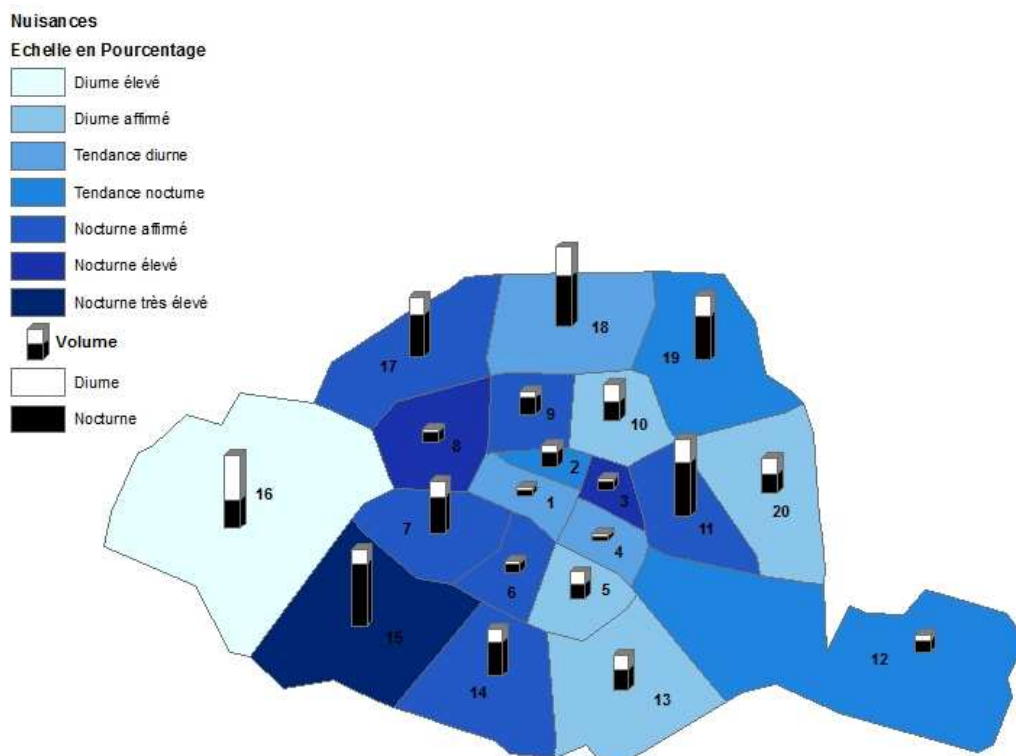 Nuisances
Echelle en Pourcentage
Diurne élevé
Diurne affirmé
Tendance diurne
Tendance nocturne
Nocturne affirmé
Nocturne élevé
Nocturne très élevé
Volume
Diurne
Nocturne
18
17
19
9
10
8
2
16
3
1
7
11
20
4
6
5
15
12
14
13